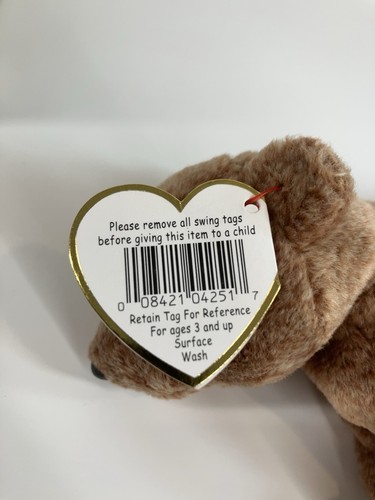 Please remove all swing tags
before giving this item to a child
0 08421 04251 7
Retain Tag For Reference
For ages 3 and up
Surface
Wash